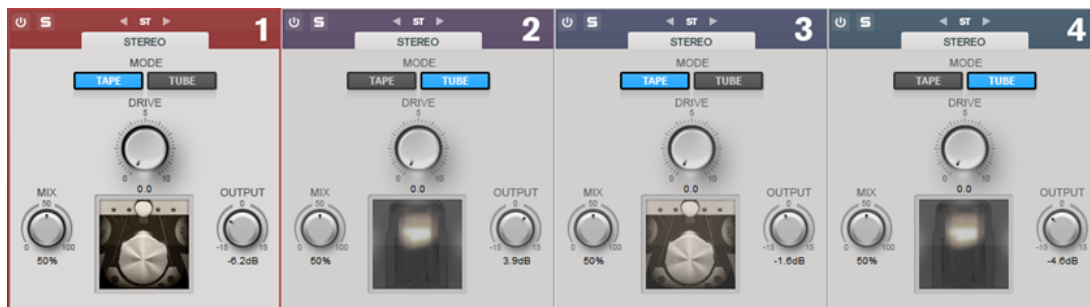 S ST 1
STEREO
MODE
TAPE TUBE
DRIVE
5
0 10
0.0
MIX OUTPUT
50 0
0 100 -15 15
50% -6.2dB
S ST 2
STEREO
MODE
TAPE TUBE
DRIVE
5
0 10
0.0
MIX OUTPUT
50 0
0 100 -15 15
50% 3.9dB
S ST 3
STEREO
MODE
TAPE TUBE
DRIVE
5
0 10
0.0
MIX OUTPUT
50 0
0 100 -15 15
50% -1.6dB
S ST 4
STEREO
MODE
TAPE TUBE
DRIVE
5
0 10
0.0
MIX OUTPUT
50 0
0 100 -15 15
50% -4.6dB